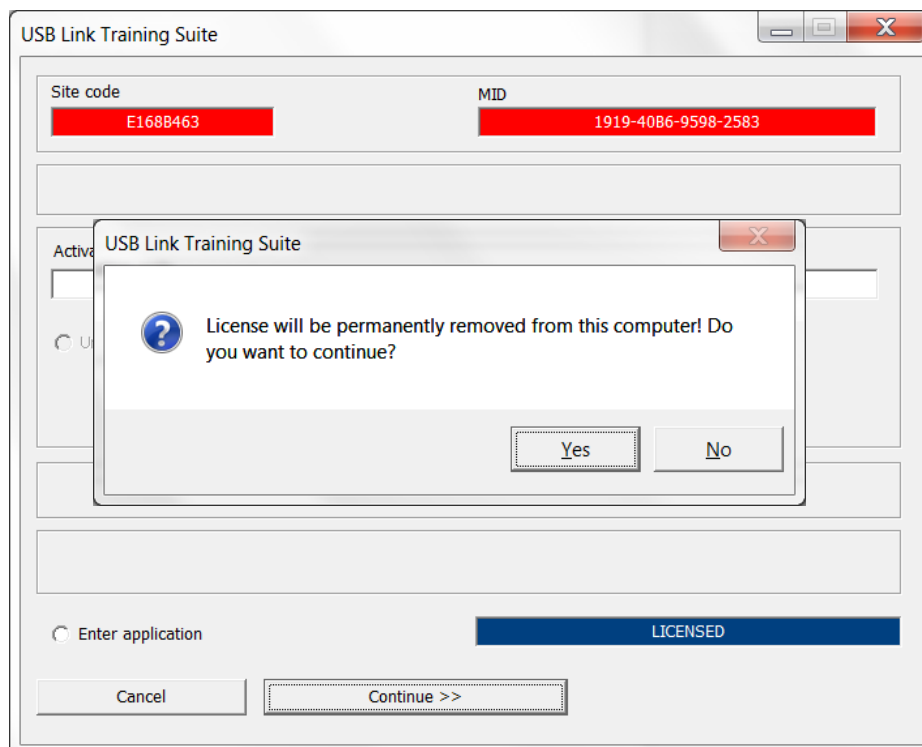 USB Link Training Suite
Site code
MID
E168B463
1919-40B6-9598-2583
USB Link Training Suite
License will be permanently removed from this computer! Do
you want to continue?
Yes
No
Enter application
LICENSED
Cancel
Continue >>